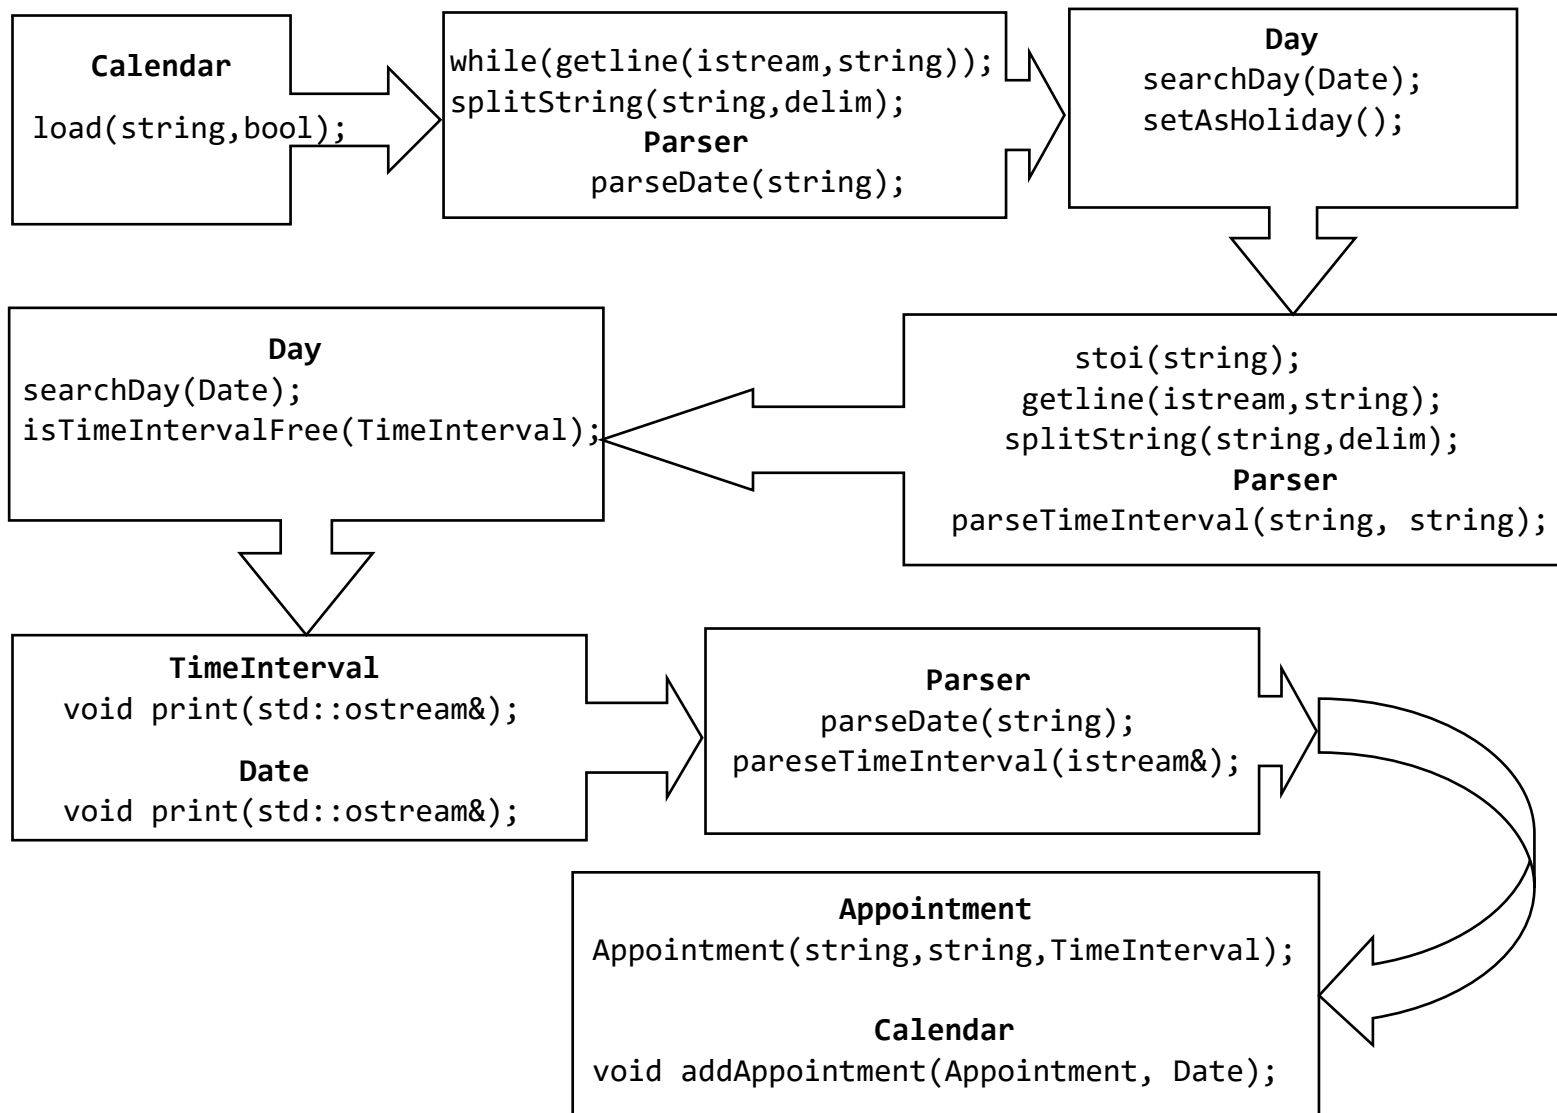 Calendar
load(string,bool);
while(getline(istream,string));
splitString(string,delim);
Parser
parseDate(string);
Day
searchDay(Date);
setAsHoliday();
stoi(string);
getline(istream,string);
splitString(string,delim);
Parser
parseTimeInterval(string, string);
Day
searchDay(Date);
isTimeIntervalFree(TimeInterval);
TimeInterval
void print(std::ostream&);
Date
void print(std::ostream&);
Parser
parseDate(string);
pareseTimeInterval(istream&);
Appointment
Appointment(string,string,TimeInterval);
Calendar
void addAppointment(Appointment, Date);